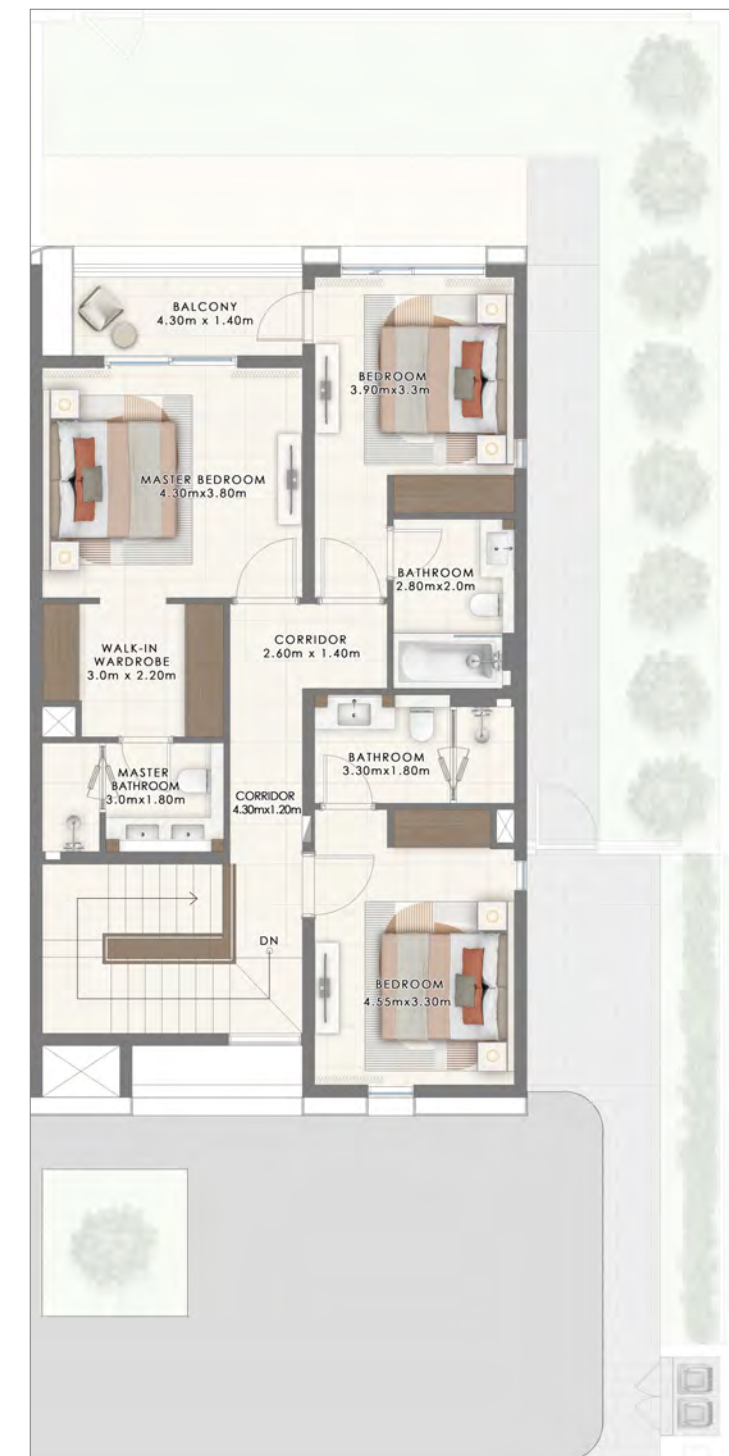 BALCONY
4.30m x 1.40m
BEDROOM
3.90mx3.3m
MASTER BEDROOM
4.30mx3.80m
BATHROOM
2.80mx2.0m
CORRIDOR
2.60m x 1.40m
WALK-IN
WARDROBE
3.0m x 2.20m
BATHROOM
3.30mx1.80m
MASTER
BATHROOM
3.0mx1.80m
CORRIDOR
4.30mx1.20m
DN
BEDROOM
4.55mx3.30m